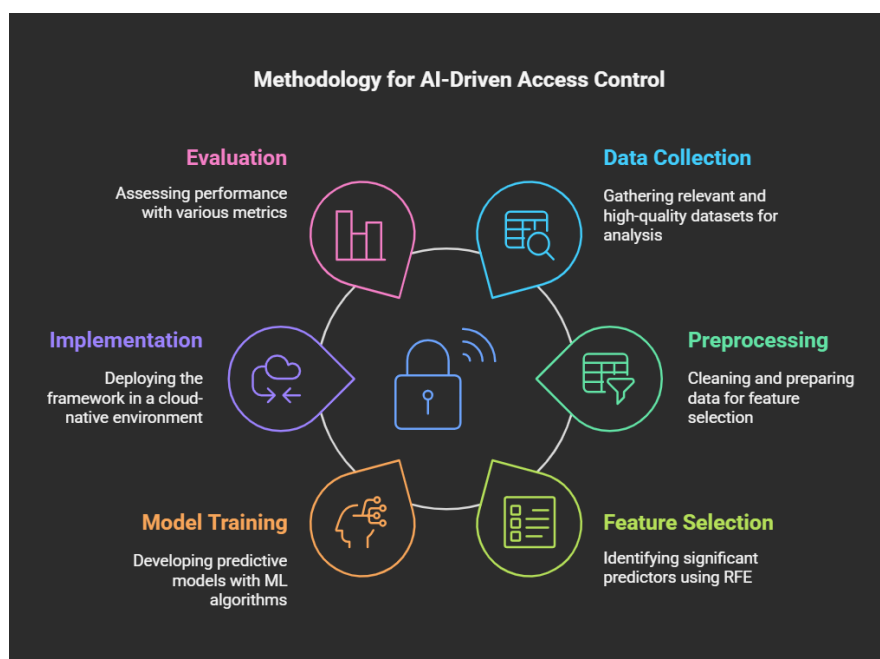 Methodology for AI-Driven Access Control
Evaluation
Assessing performance
with various metrics
Data Collection
Gathering relevant and
high-quality datasets for
analysis
Implementation
Deploying the
framework in a cloud-
native environment
Preprocessing
Cleaning and preparing
data for feature
selection
Model Training
Developing predictive
models with ML
algorithms
Feature Selection
Identifying significant
predictors using RFE